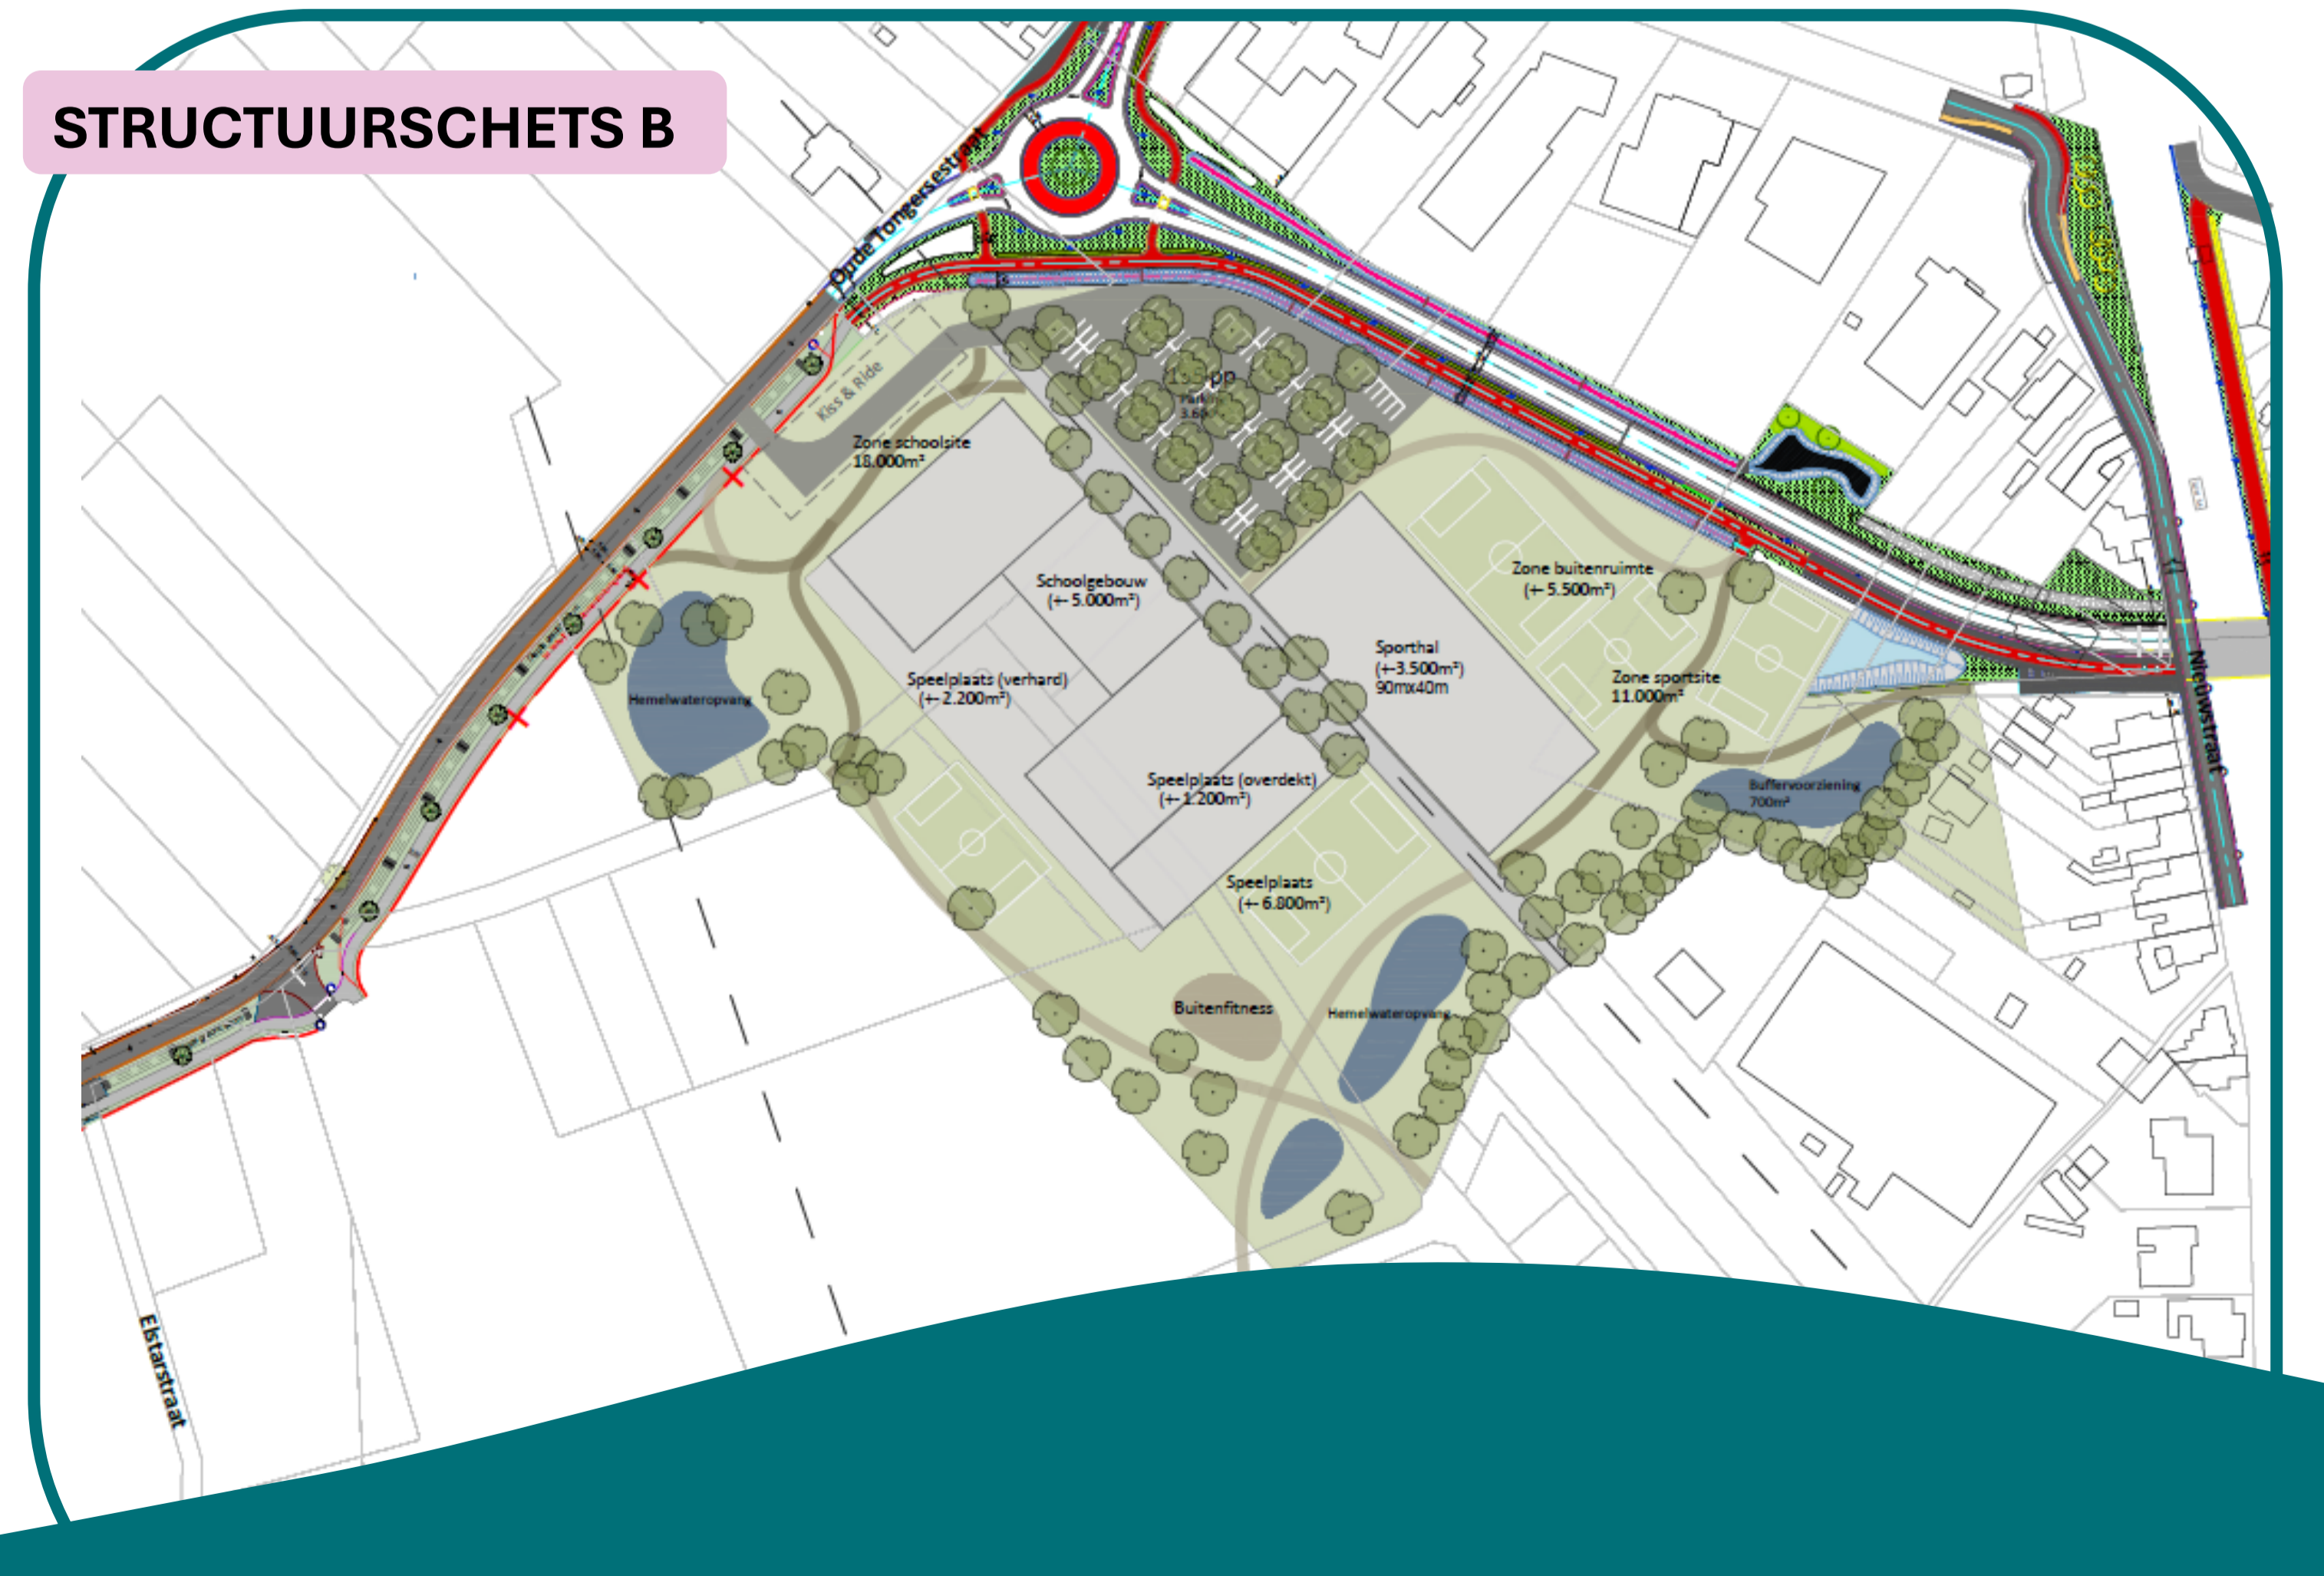 STRUCTUURSCHETS B
Oude Tongersestraat
Kiss & Ride
pp
Zone schoolsite
18.000m²
Schoolgebouw
(+- 5.000m²)
Zone buitenruimte
(+- 5.500m²)
Sporthal
(+-3.500m²)
90mx40m
Speelplaats (verhard)
(+- 2.200m²)
Zone sportsite
11.000m²
Hemelwateropvang
Nieuwstraat
Speelplaats (overdekt)
(+- 1.200m²)
Buffervoorziening
700m²
Speelplaats
(+- 6.800m²)
Buitenfitness
Hemelwateropvang
Elstarstraat